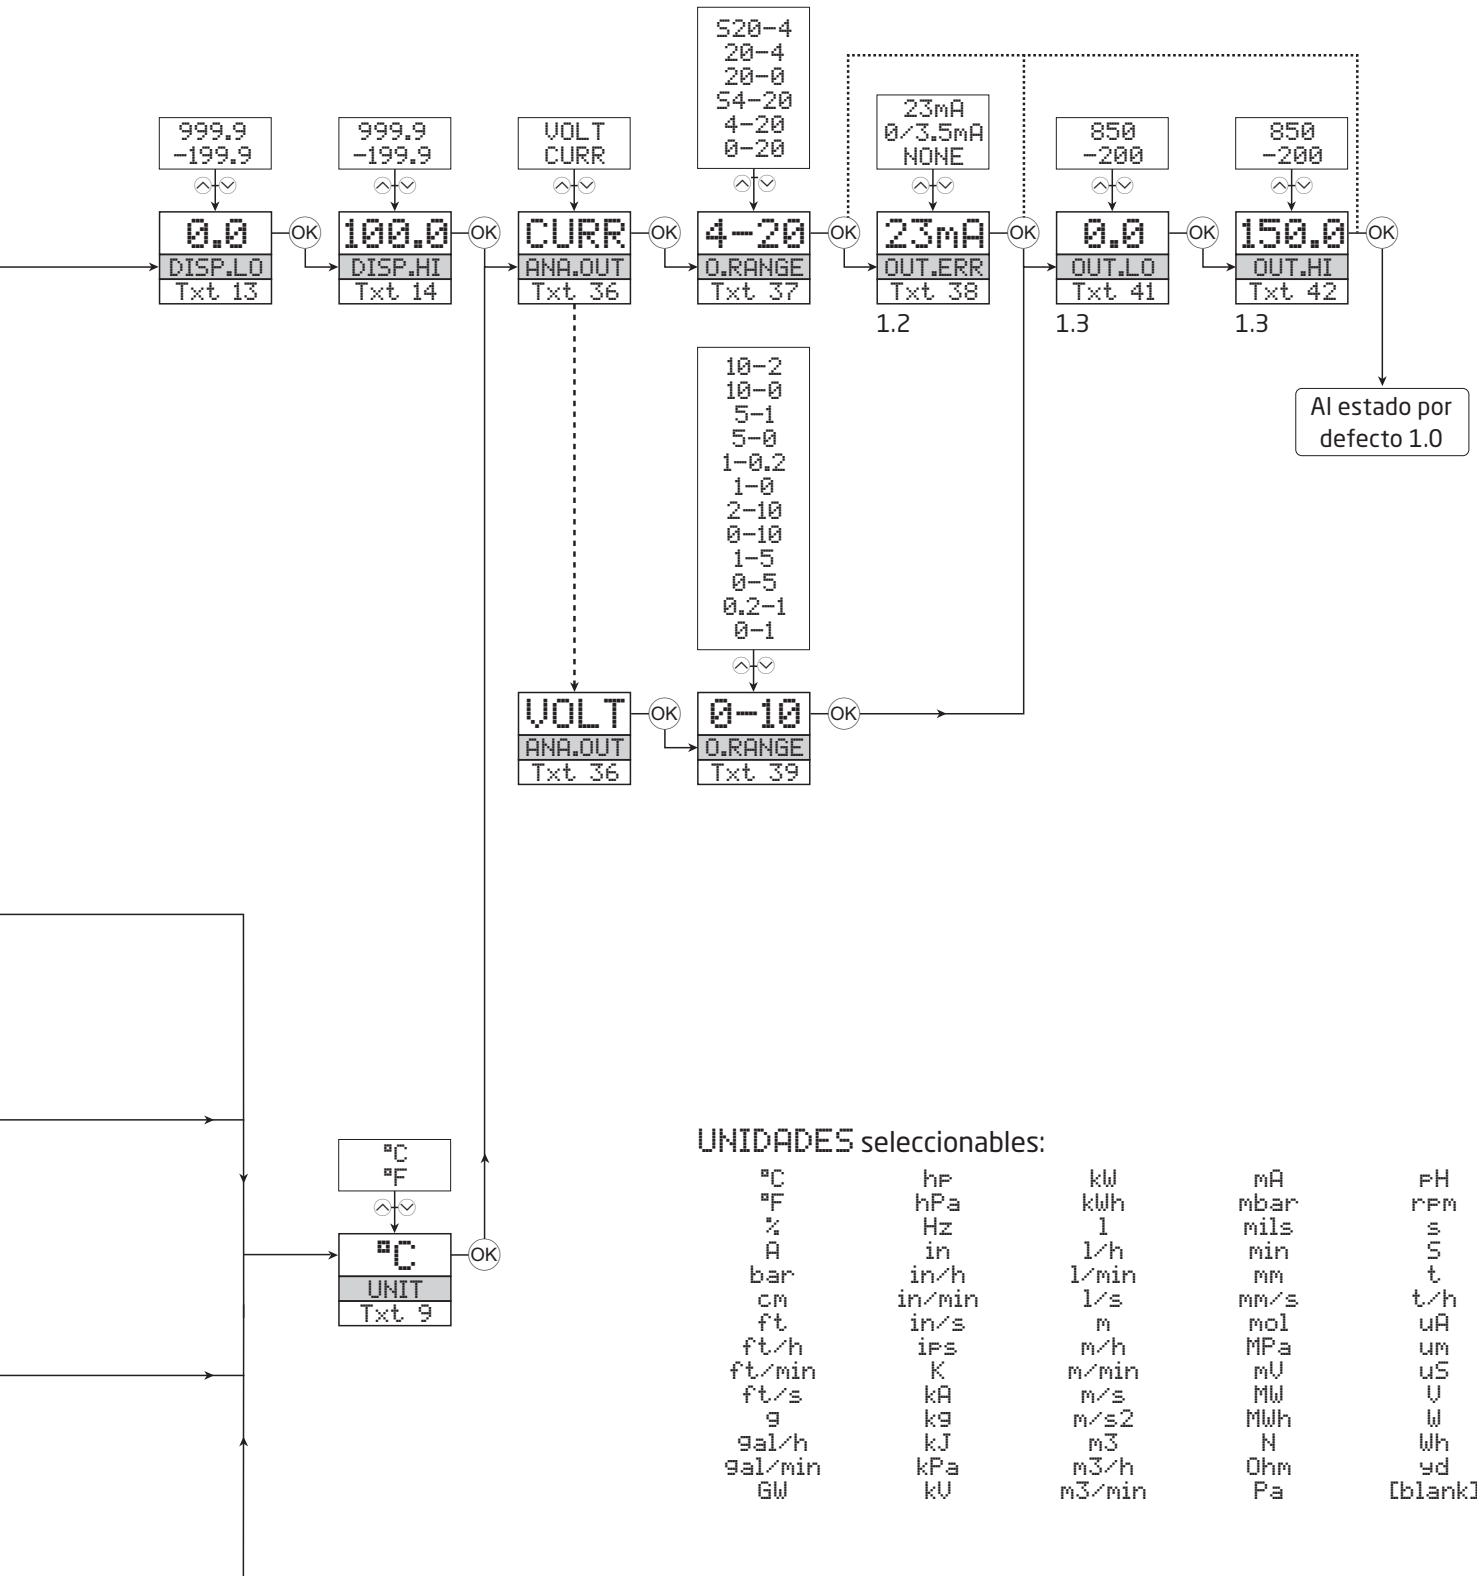 S20-4
20-4
20-0
S4-20
4-20
0-20
999.9
-199.9
999.9
-199.9
VOLT
CURR
23mA
0/3.5mA
NONE
850
-200
850
-200
0.0
OK
100.0
OK
CURR
OK
4-20
OK
23mA
OK
0.0
OK
150.0
OK
DISP.LO
DISP.HI
ANA.OUT
O.RANGE
OUT.ERR
OUT.LO
OUT.HI
Txt 13
Txt 14
Txt 36
Txt 37
Txt 38
Txt 41
Txt 42
1.2
1.3
1.3
Al estado por
defecto 1.0
10-2
10-0
5-1
5-0
1-0.2
1-0
2-10
0-10
1-5
0-5
0.2-1
0-1
VOLT
OK
0-10
OK
ANA.OUT
O.RANGE
Txt 36
Txt 39
°C
°F
°C
OK
UNIT
Txt 9
UNIDADES seleccionables:
°C hp kW mA pH
°F hPa kWh mbar rpm
% Hz l mils s
A in l/h min S
bar in/h l/min mm t
cm in/min l/s mm/s t/h
ft in/s m mol uA
ft/h ips m/h MPa um
ft/min K m/min mV uS
ft/s kA m/s MW V
g kg m/s2 MWh W
gal/h kJ m3 N Wh
gal/min kPa m3/h Ohm yd
GW kV m3/min Pa [blank]